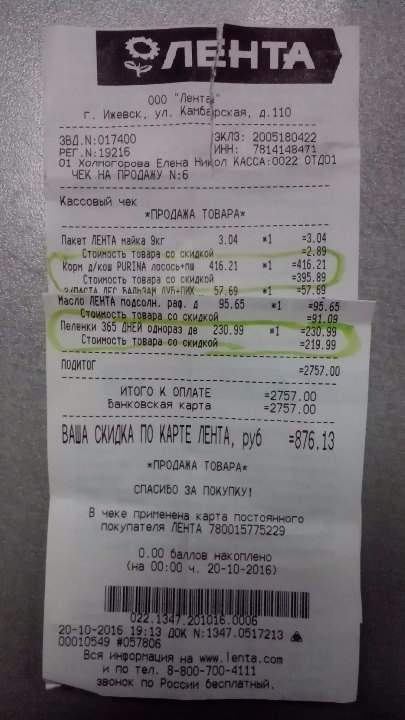 ЛЕНТА
ООО "Лента"
г. Ижевск, ул. Камбарская, д.110
ЗВД.N:017400 ЭКЛЗ: 2005180422
РЕГ.N:19216 ИНН: 7814148471
01 Холмогорова Елена Никол КАССА:0022 ОТД01
ЧЕК НА ПРОДАЖУ N:6
Кассовый чек
*ПРОДАЖА ТОВАРА*
Пакет ЛЕНТА майка 9кг 3.04 *1 =3.04
Стоимость товара со скидкой =2.89
Корм д/кош PURINA лосось+пш 416.21 *1 =416.21
Стоимость товара со скидкой =395.89
З/ПАСТА ЛЕС БАЛЬЗАМ 57.69 *1 =57.69
Масло ЛЕНТА подсолн. раф. д 95.65 *1 =95.65
Стоимость товара со скидкой =91.09
Пеленки 365 ДНЕЙ однораз де 230.99 *1 =230.99
Стоимость товара со скидкой =219.99
ПОДИТОГ =2757.00
ИТОГО К ОПЛАТЕ =2757.00
Банковская карта =2757.00
ВАША СКИДКА ПО КАРТЕ ЛЕНТА, руб =876.13
*ПРОДАЖА ТОВАРА*
СПАСИБО ЗА ПОКУПКУ!
В чеке применена карта постоянного
покупателя ЛЕНТА 780015775229
0.00 баллов накоплено
(на 00:00 ч. 20-10-2016)
022.1347.201016.0006
20-10-2016 19:13 ДОК N:1347.0517213
00010549 #057806
Вся информация на www.lenta.com
и по тел. 8-800-700-4111
звонок по России бесплатный.